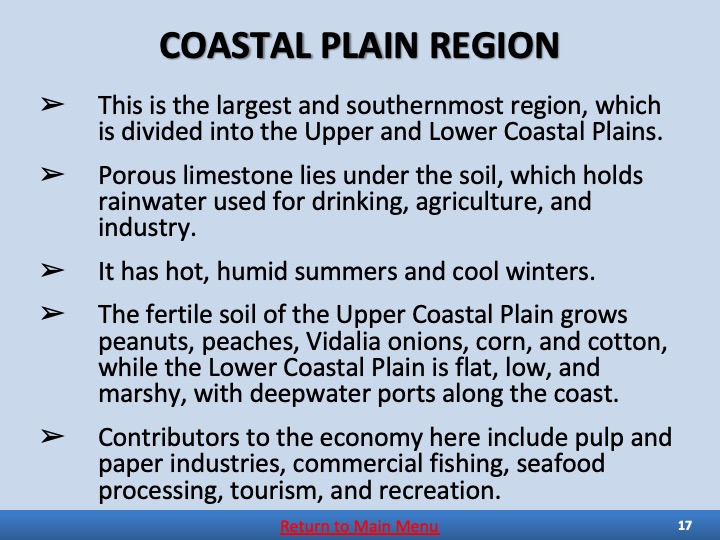 COASTAL PLAIN REGION
➢ This is the largest and southernmost region, which
is divided into the Upper and Lower Coastal Plains.
➢ Porous limestone lies under the soil, which holds
rainwater used for drinking, agriculture, and
industry.
➢ It has hot, humid summers and cool winters.
➢ The fertile soil of the Upper Coastal Plain grows
peanuts, peaches, Vidalia onions, corn, and cotton,
while the Lower Coastal Plain is flat, low, and
marshy, with deepwater ports along the coast.
➢ Contributors to the economy here include pulp and
paper industries, commercial fishing, seafood
processing, tourism, and recreation.
Return to Main Menu
17